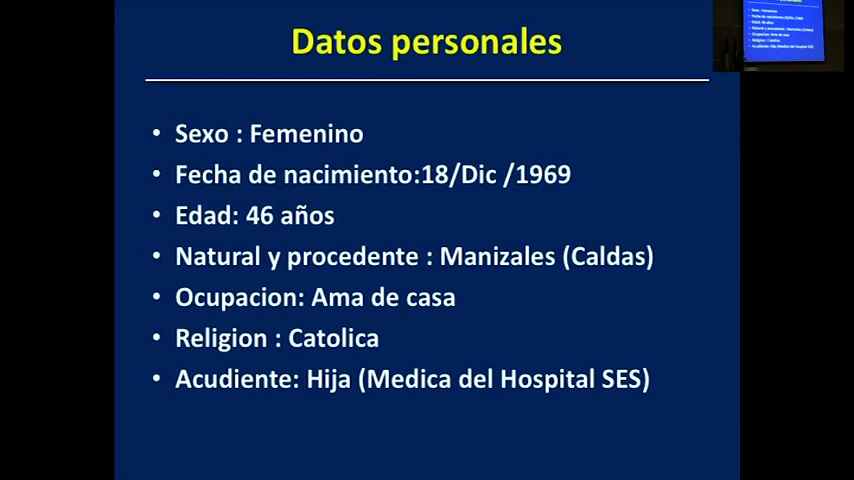 Datos personales
• Sexo : Femenino
• Fecha de nacimiento:18/Dic /1969
• Edad: 46 años
• Natural y procedente : Manizales (Caldas)
• Ocupacion: Ama de casa
• Religion : Catolica
• Acudiente: Hija (Medica del Hospital SES)